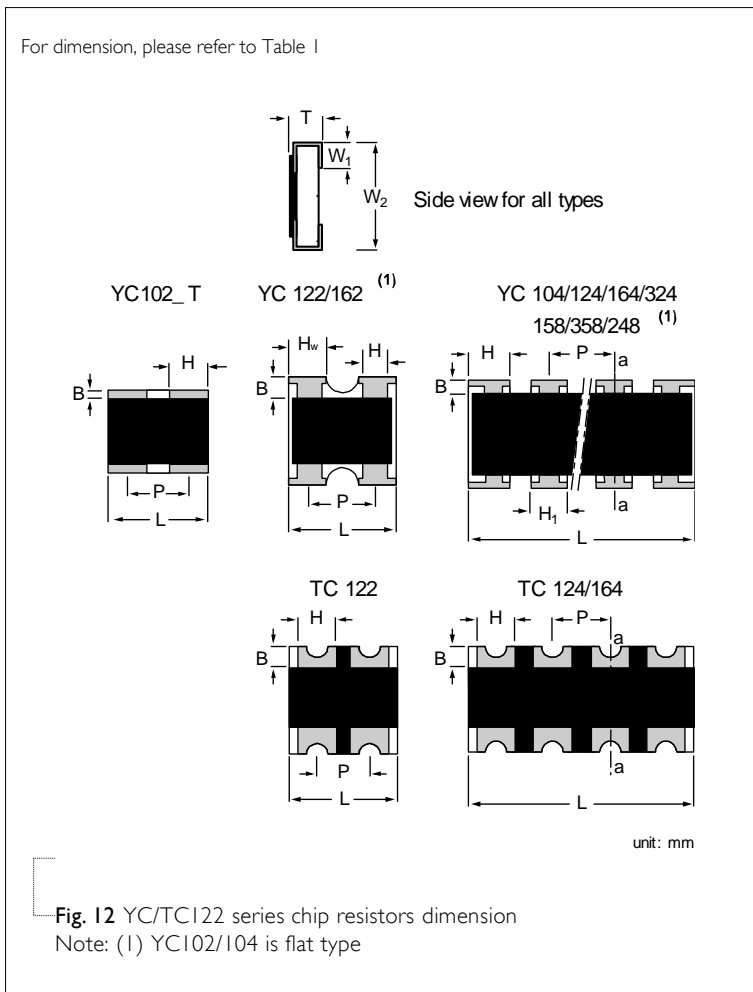 For dimension, please refer to Table 1
T
W1
W2
Side view for all types
YC102_ T
YC 122/162 (1)
YC 104/124/164/324
158/358/248 (1)
H
B
P
L
Hw
H
B
P
L
H
P
a
B
H1
a
L
TC 122
TC 124/164
H
B
P
L
H
P
a
B
a
L
unit: mm
Fig. 12 YC/TC122 series chip resistors dimension
Note: (1) YC102/104 is flat type